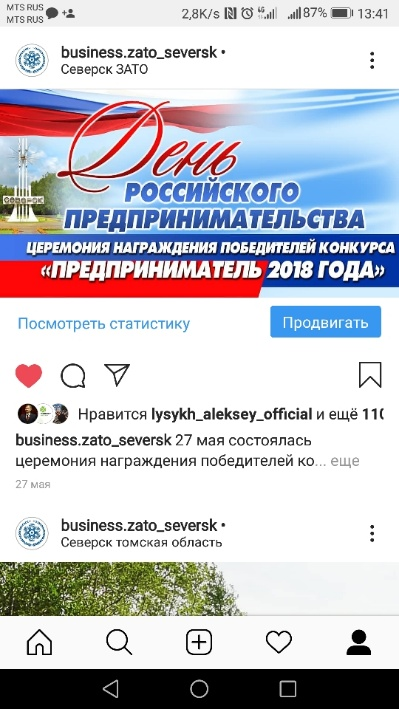 MTS RUS
MTS RUS
2,8K/s 4G 87% 13:41
business.zato_seversk •
Северск ЗАТО
День
РОССИЙСКОГО
ПРЕДПРИНИМАТЕЛЬСТВА
ЦЕРЕМОНИЯ НАГРАЖДЕНИЯ ПОБЕДИТЕЛЕЙ КОНКУРСА
«ПРЕДПРИНИМАТЕЛЬ 2018 ГОДА»
Посмотреть статистику
Продвигать
Нравится lysykh_aleksey_official и ещё 110
business.zato_seversk 27 мая состоялась
церемония награждения победителей ко... еще
27 мая
business.zato_seversk •
Северск томская область